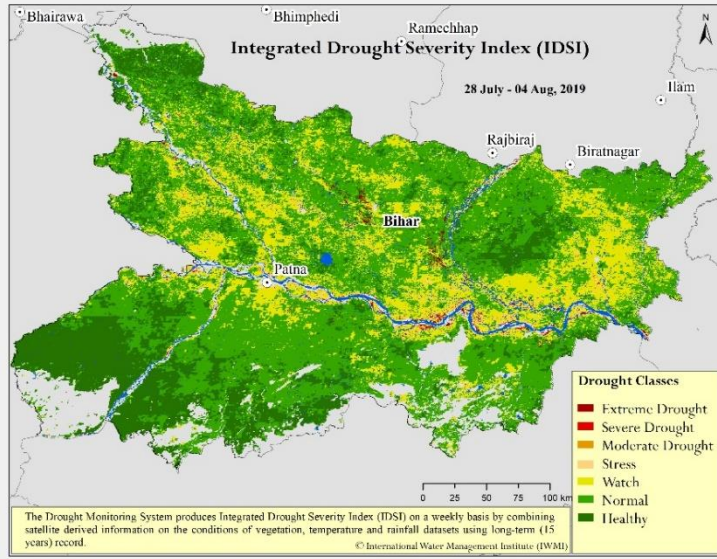 Bhairawa
Bhimphedi
Ramechhap
N
Integrated Drought Severity Index (IDSI)
28 July - 04 Aug, 2019
Ilam
Rajbiraj
Biratnagar
Bihar
Patna
Drought Classes
Extreme Drought
Severe Drought
Moderate Drought
Stress
Watch
Normal
Healthy
0 25 50 75 100 km
The Drought Monitoring System produces Integrated Drought Severity Index (IDSI) on a weekly basis by combining
satellite derived information on the conditions of vegetation, temperature and rainfall datasets using long-term (15
years) record.
© International Water Management Institute (IWMI)